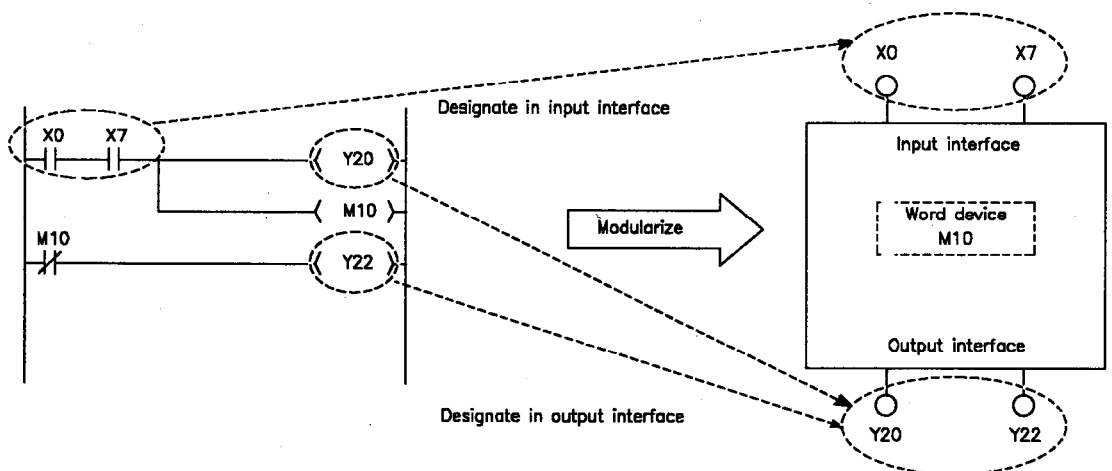 X0 X7
Designate in input interface
X0 X7
Y20
Input interface
M10
Modularize
Word device
M10
M10
Y22
Output interface
Designate in output interface
Y20 Y22